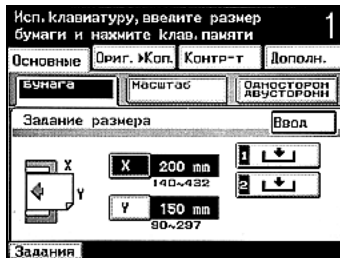 Исп. клавиатуру, введите размер 1
бумаги и нажмите клав. памяти
Основные Ориг. ›Коп. Контр-т Дополн.
Бумага Масштаб Односторон
двусторонн
Задание размера Ввод
X X 200 mm 1
140~432
Y Y 150 mm 2
90~297
Задания